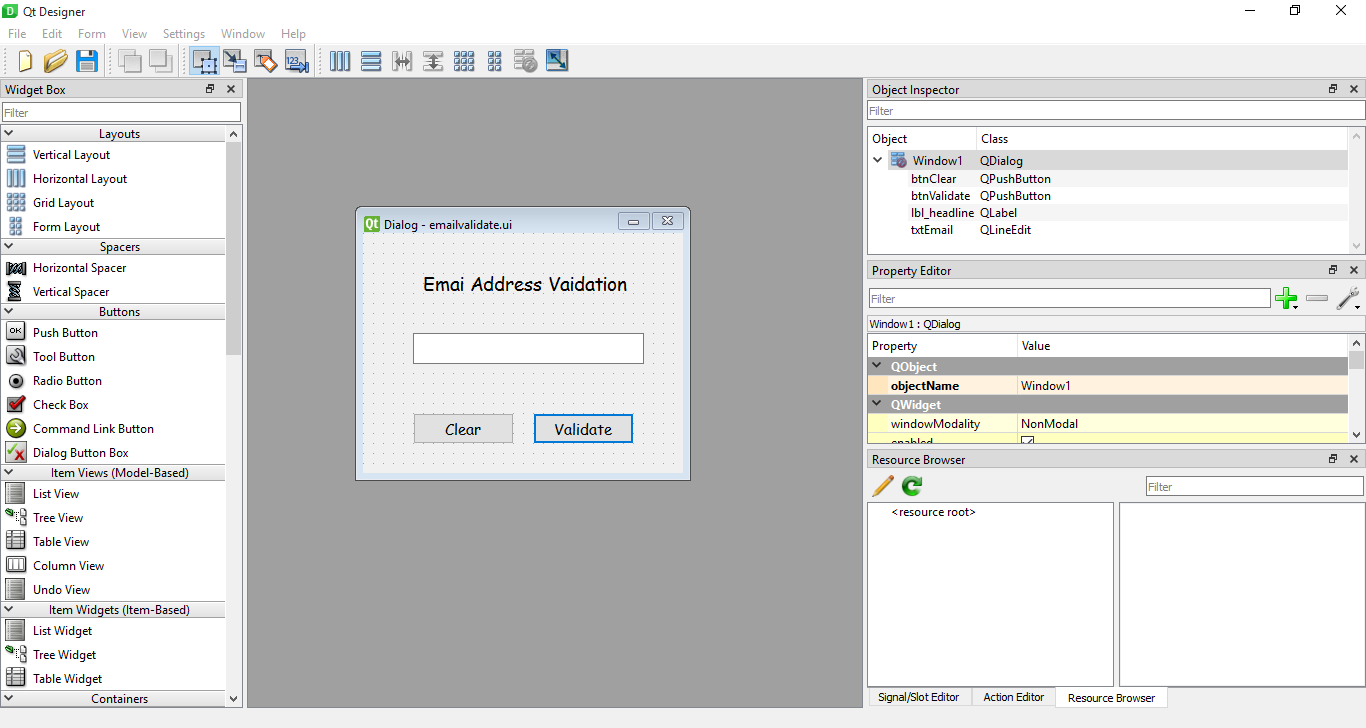 Qt Designer
File Edit Form View Settings Window Help
Widget Box
Filter
Layouts
Vertical Layout
Horizontal Layout
Grid Layout
Form Layout
Spacers
Horizontal Spacer
Vertical Spacer
Buttons
OK Push Button
Tool Button
Radio Button
Check Box
Command Link Button
Dialog Button Box
Item Views (Model-Based)
List View
Tree View
Table View
Column View
Undo View
Item Widgets (Item-Based)
List Widget
Tree Widget
Table Widget
Containers
Qt Dialog - emailvalidate.ui
Emai Address Vaidation
Clear Validate
Object Inspector
Filter
Object Class
Window1 QDialog
btnClear QPushButton
btnValidate QPushButton
lbl_headline QLabel
txtEmail QLineEdit
Property Editor
Filter
Window1 : QDialog
Property Value
QObject
objectName Window1
QWidget
windowModality NonModal
enabled
Resource Browser
Filter
<resource root>
Signal/Slot Editor Action Editor Resource Browser